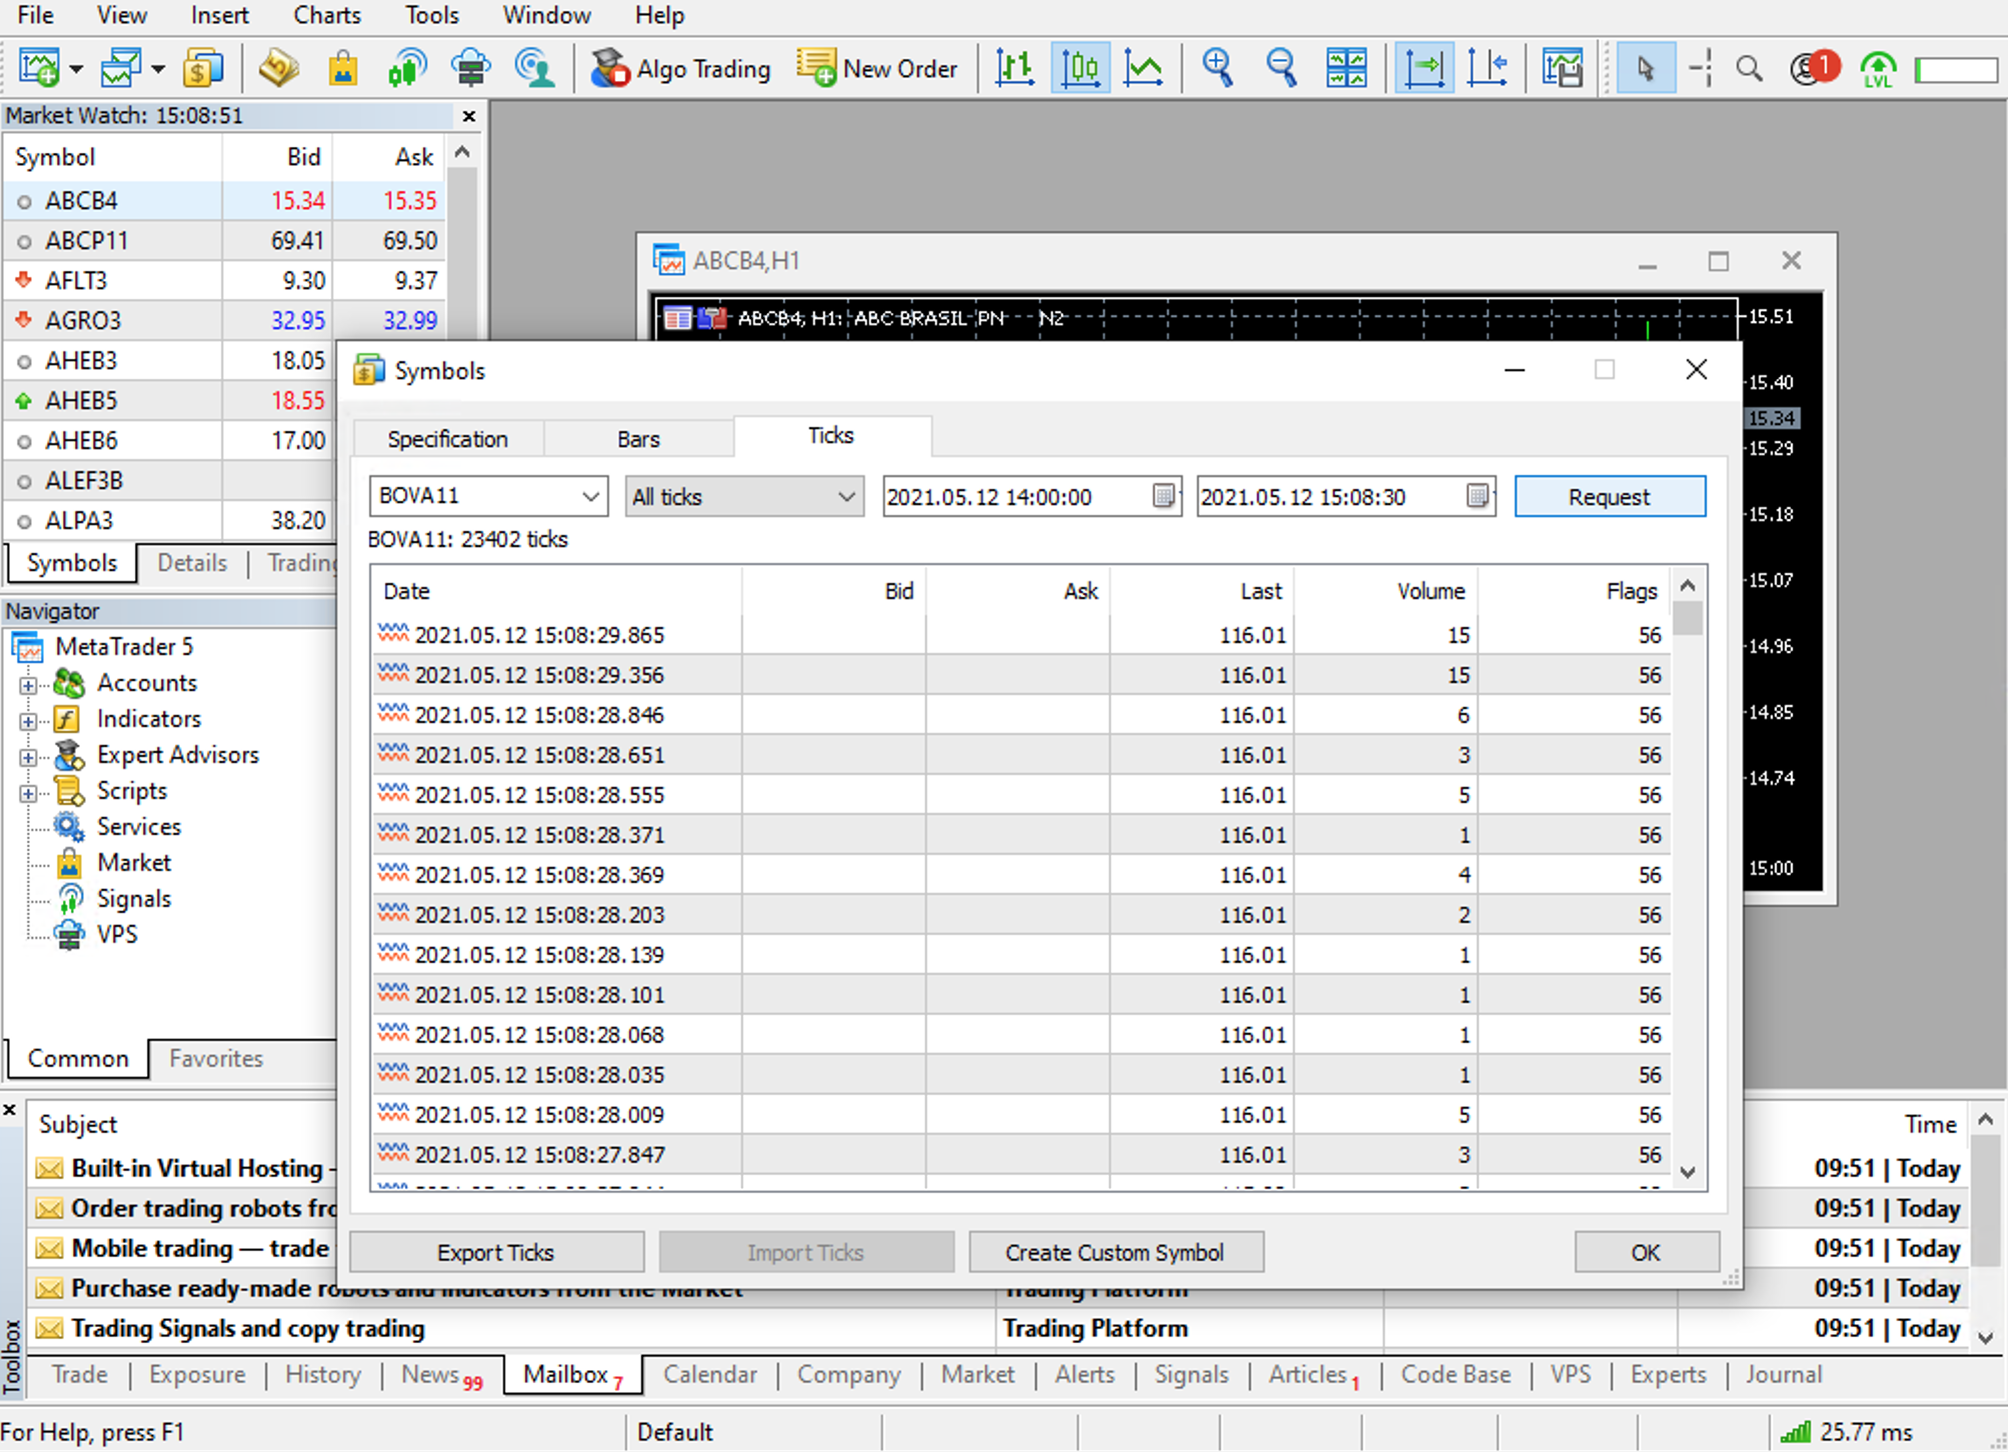 File View Insert Charts Tools Window Help
Algo Trading New Order 1 LVL
Market Watch: 15:08:51
Symbol Bid Ask
ABCB4 15.34 15.35
ABCP11 69.41 69.50
AFLT3 9.30 9.37
AGRO3 32.95 32.99
AHEB3 18.05
AHEB5 18.55
AHEB6 17.00
ALEF3B
ALPA3 38.20
Symbols Details Trading
Navigator
MetaTrader 5
Accounts
Indicators
Expert Advisors
Scripts
Services
Market
Signals
VPS
Common Favorites
ABCB4,H1
ABCB4, H1: ABC BRASIL PN N2
15.51
15.40
15.34
15.29
15.18
15.07
14.96
14.85
14.74
15:00
Symbols
Specification Bars Ticks
BOVA11 All ticks 2021.05.12 14:00:00 2021.05.12 15:08:30 Request
BOVA11: 23402 ticks
Date Bid Ask Last Volume Flags
2021.05.12 15:08:29.865 116.01 15 56
2021.05.12 15:08:29.356 116.01 15 56
2021.05.12 15:08:28.846 116.01 6 56
2021.05.12 15:08:28.651 116.01 3 56
2021.05.12 15:08:28.555 116.01 5 56
2021.05.12 15:08:28.371 116.01 1 56
2021.05.12 15:08:28.369 116.01 4 56
2021.05.12 15:08:28.203 116.01 2 56
2021.05.12 15:08:28.139 116.01 1 56
2021.05.12 15:08:28.101 116.01 1 56
2021.05.12 15:08:28.068 116.01 1 56
2021.05.12 15:08:28.035 116.01 1 56
2021.05.12 15:08:28.009 116.01 5 56
2021.05.12 15:08:27.847 116.01 3 56
Export Ticks Import Ticks Create Custom Symbol OK
Toolbox
Subject Time
Built-in Virtual Hosting 09:51 | Today
Order trading robots 09:51 | Today
Mobile trading — trade 09:51 | Today
Purchase ready-made robots and indicators from the Market Trading Platform 09:51 | Today
Trading Signals and copy trading Trading Platform 09:51 | Today
Trade Exposure History News 99 Mailbox 7 Calendar Company Market Alerts Signals Articles 1 Code Base VPS Experts Journal
For Help, press F1 Default 25.77 ms